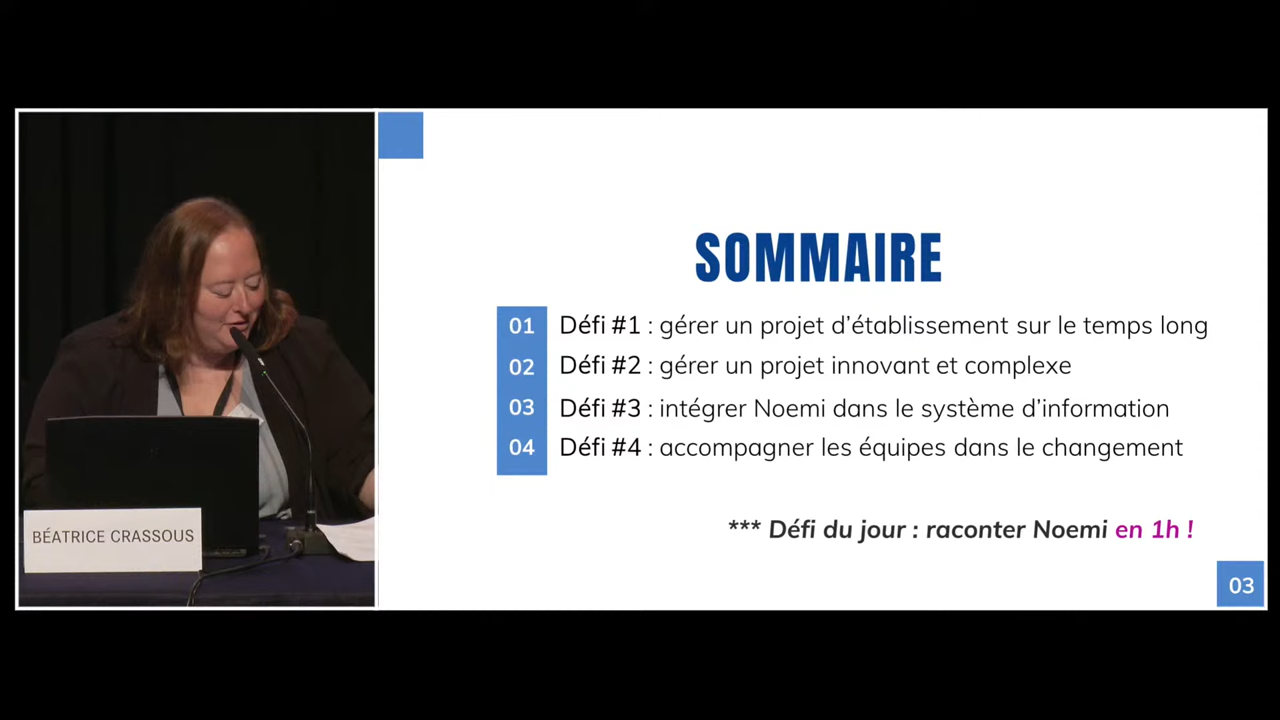 BÉATRICE CRASSOUS
SOMMAIRE
01 Défi #1 : gérer un projet d’établissement sur le temps long
02 Défi #2 : gérer un projet innovant et complexe
03 Défi #3 : intégrer Noemi dans le système d’information
04 Défi #4 : accompagner les équipes dans le changement
*** Défi du jour : raconter Noemi en 1h !
03